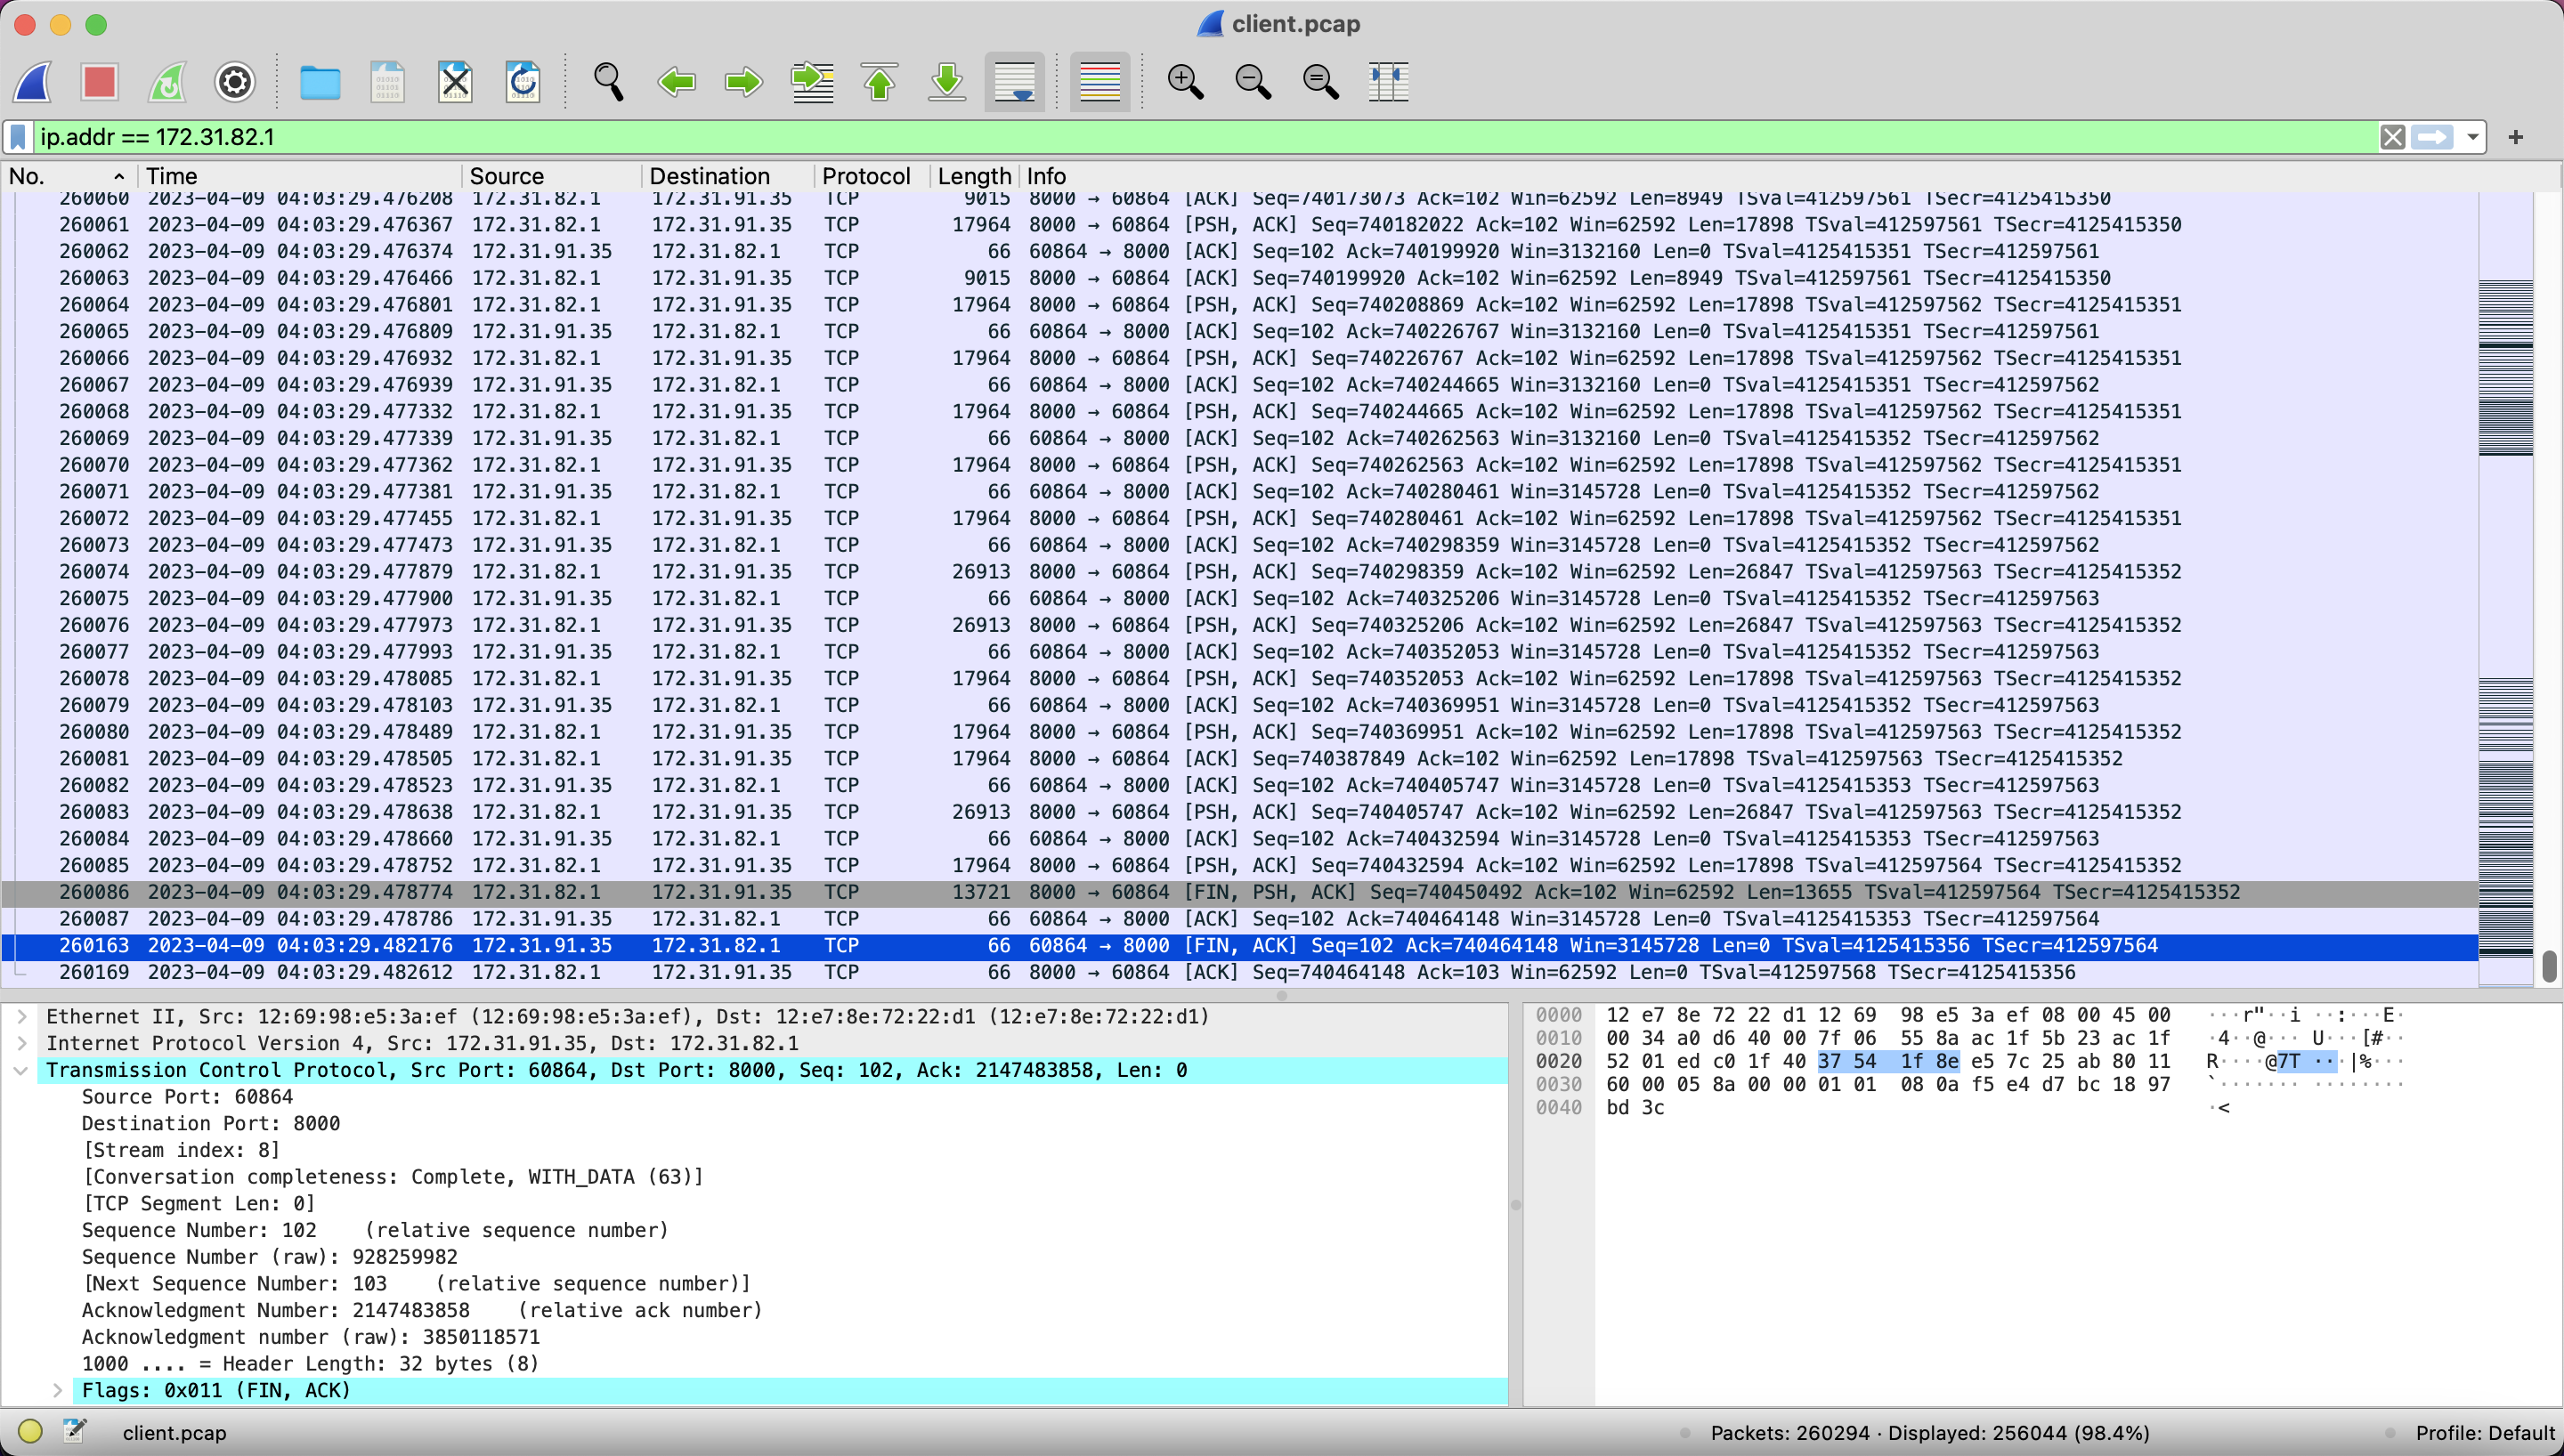 client.pcap
ip.addr == 172.31.82.1
No. Time Source Destination Protocol Length Info
260060 2023-04-09 04:03:29.476208 172.31.82.1 172.31.91.35 TCP 9015 8000 → 60864 [ACK] Seq=740173073 Ack=102 Win=62592 Len=8949 TSval=412597561 TSecr=4125415350
260061 2023-04-09 04:03:29.476367 172.31.82.1 172.31.91.35 TCP 17964 8000 → 60864 [PSH, ACK] Seq=740182022 Ack=102 Win=62592 Len=17898 TSval=412597561 TSecr=4125415350
260062 2023-04-09 04:03:29.476374 172.31.91.35 172.31.82.1 TCP 66 60864 → 8000 [ACK] Seq=102 Ack=740199920 Win=3132160 Len=0 TSval=4125415351 TSecr=412597561
260063 2023-04-09 04:03:29.476466 172.31.82.1 172.31.91.35 TCP 9015 8000 → 60864 [ACK] Seq=740199920 Ack=102 Win=62592 Len=8949 TSval=412597561 TSecr=4125415350
260064 2023-04-09 04:03:29.476801 172.31.82.1 172.31.91.35 TCP 17964 8000 → 60864 [PSH, ACK] Seq=740208869 Ack=102 Win=62592 Len=17898 TSval=412597562 TSecr=4125415351
260065 2023-04-09 04:03:29.476809 172.31.91.35 172.31.82.1 TCP 66 60864 → 8000 [ACK] Seq=102 Ack=740226767 Win=3132160 Len=0 TSval=4125415351 TSecr=412597561
260066 2023-04-09 04:03:29.476932 172.31.82.1 172.31.91.35 TCP 17964 8000 → 60864 [PSH, ACK] Seq=740226767 Ack=102 Win=62592 Len=17898 TSval=412597562 TSecr=4125415351
260067 2023-04-09 04:03:29.476939 172.31.91.35 172.31.82.1 TCP 66 60864 → 8000 [ACK] Seq=102 Ack=740244665 Win=3132160 Len=0 TSval=4125415351 TSecr=412597562
260068 2023-04-09 04:03:29.477332 172.31.82.1 172.31.91.35 TCP 17964 8000 → 60864 [PSH, ACK] Seq=740244665 Ack=102 Win=62592 Len=17898 TSval=412597562 TSecr=4125415351
260069 2023-04-09 04:03:29.477339 172.31.91.35 172.31.82.1 TCP 66 60864 → 8000 [ACK] Seq=102 Ack=740262563 Win=3132160 Len=0 TSval=4125415352 TSecr=412597562
260070 2023-04-09 04:03:29.477362 172.31.82.1 172.31.91.35 TCP 17964 8000 → 60864 [PSH, ACK] Seq=740262563 Ack=102 Win=62592 Len=17898 TSval=412597562 TSecr=4125415351
260071 2023-04-09 04:03:29.477381 172.31.91.35 172.31.82.1 TCP 66 60864 → 8000 [ACK] Seq=102 Ack=740280461 Win=3145728 Len=0 TSval=4125415352 TSecr=412597562
260072 2023-04-09 04:03:29.477455 172.31.82.1 172.31.91.35 TCP 17964 8000 → 60864 [PSH, ACK] Seq=740280461 Ack=102 Win=62592 Len=17898 TSval=412597562 TSecr=4125415351
260073 2023-04-09 04:03:29.477473 172.31.91.35 172.31.82.1 TCP 66 60864 → 8000 [ACK] Seq=102 Ack=740298359 Win=3145728 Len=0 TSval=4125415352 TSecr=412597562
260074 2023-04-09 04:03:29.477879 172.31.82.1 172.31.91.35 TCP 26913 8000 → 60864 [PSH, ACK] Seq=740298359 Ack=102 Win=62592 Len=26847 TSval=412597563 TSecr=4125415352
260075 2023-04-09 04:03:29.477900 172.31.91.35 172.31.82.1 TCP 66 60864 → 8000 [ACK] Seq=102 Ack=740325206 Win=3145728 Len=0 TSval=4125415352 TSecr=412597563
260076 2023-04-09 04:03:29.477973 172.31.82.1 172.31.91.35 TCP 26913 8000 → 60864 [PSH, ACK] Seq=740325206 Ack=102 Win=62592 Len=26847 TSval=412597563 TSecr=4125415352
260077 2023-04-09 04:03:29.477993 172.31.91.35 172.31.82.1 TCP 66 60864 → 8000 [ACK] Seq=102 Ack=740352053 Win=3145728 Len=0 TSval=4125415352 TSecr=412597563
260078 2023-04-09 04:03:29.478085 172.31.82.1 172.31.91.35 TCP 17964 8000 → 60864 [PSH, ACK] Seq=740352053 Ack=102 Win=62592 Len=17898 TSval=412597563 TSecr=4125415352
260079 2023-04-09 04:03:29.478103 172.31.91.35 172.31.82.1 TCP 66 60864 → 8000 [ACK] Seq=102 Ack=740369951 Win=3145728 Len=0 TSval=4125415352 TSecr=412597563
260080 2023-04-09 04:03:29.478489 172.31.82.1 172.31.91.35 TCP 17964 8000 → 60864 [PSH, ACK] Seq=740369951 Ack=102 Win=62592 Len=17898 TSval=412597563 TSecr=4125415352
260081 2023-04-09 04:03:29.478505 172.31.82.1 172.31.91.35 TCP 17964 8000 → 60864 [ACK] Seq=740387849 Ack=102 Win=62592 Len=17898 TSval=412597563 TSecr=4125415352
260082 2023-04-09 04:03:29.478523 172.31.91.35 172.31.82.1 TCP 66 60864 → 8000 [ACK] Seq=102 Ack=740405747 Win=3145728 Len=0 TSval=4125415353 TSecr=412597563
260083 2023-04-09 04:03:29.478638 172.31.82.1 172.31.91.35 TCP 26913 8000 → 60864 [PSH, ACK] Seq=740405747 Ack=102 Win=62592 Len=26847 TSval=412597563 TSecr=4125415352
260084 2023-04-09 04:03:29.478660 172.31.91.35 172.31.82.1 TCP 66 60864 → 8000 [ACK] Seq=102 Ack=740432594 Win=3145728 Len=0 TSval=4125415353 TSecr=412597563
260085 2023-04-09 04:03:29.478752 172.31.82.1 172.31.91.35 TCP 17964 8000 → 60864 [PSH, ACK] Seq=740432594 Ack=102 Win=62592 Len=17898 TSval=412597564 TSecr=4125415352
260086 2023-04-09 04:03:29.478774 172.31.82.1 172.31.91.35 TCP 13721 8000 → 60864 [FIN, PSH, ACK] Seq=740450492 Ack=102 Win=62592 Len=13655 TSval=412597564 TSecr=4125415352
260087 2023-04-09 04:03:29.478786 172.31.91.35 172.31.82.1 TCP 66 60864 → 8000 [ACK] Seq=102 Ack=740464148 Win=3145728 Len=0 TSval=4125415353 TSecr=412597564
260163 2023-04-09 04:03:29.482176 172.31.91.35 172.31.82.1 TCP 66 60864 → 8000 [FIN, ACK] Seq=102 Ack=740464148 Win=3145728 Len=0 TSval=4125415356 TSecr=412597564
260169 2023-04-09 04:03:29.482612 172.31.82.1 172.31.91.35 TCP 66 8000 → 60864 [ACK] Seq=740464148 Ack=103 Win=62592 Len=0 TSval=412597568 TSecr=4125415356
Ethernet II, Src: 12:69:98:e5:3a:ef (12:69:98:e5:3a:ef), Dst: 12:e7:8e:72:22:d1 (12:e7:8e:72:22:d1)
Internet Protocol Version 4, Src: 172.31.91.35, Dst: 172.31.82.1
Transmission Control Protocol, Src Port: 60864, Dst Port: 8000, Seq: 102, Ack: 2147483858, Len: 0
Source Port: 60864
Destination Port: 8000
[Stream index: 8]
[Conversation completeness: Complete, WITH_DATA (63)]
[TCP Segment Len: 0]
Sequence Number: 102 (relative sequence number)
Sequence Number (raw): 928259982
[Next Sequence Number: 103 (relative sequence number)]
Acknowledgment Number: 2147483858 (relative ack number)
Acknowledgment number (raw): 3850118571
1000 .... = Header Length: 32 bytes (8)
Flags: 0x011 (FIN, ACK)
0000 12 e7 8e 72 22 d1 12 69 98 e5 3a ef 08 00 45 00 ···r"··i ··:···E·
0010 00 34 a0 d6 40 00 7f 06 55 8a ac 1f 5b 23 ac 1f ·4··@··· U···[#··
0020 52 01 ed c0 1f 40 37 54 1f 8e e5 7c 25 ab 80 11 R····@7T ···|%···
0030 60 00 05 8a 00 00 01 01 08 0a f5 e4 d7 bc 18 97 `······· ········
0040 bd 3c ·<
client.pcap
Packets: 260294 · Displayed: 256044 (98.4%)
Profile: Default